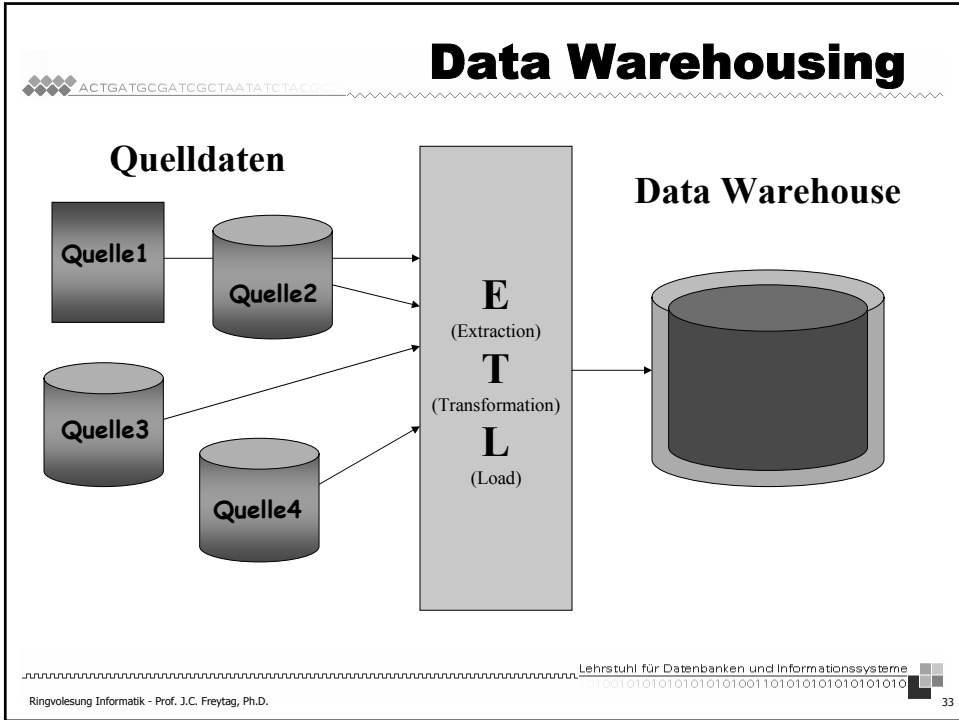 Data Warehousing
ACTGATGCGATCGCTAATATCTACGCG
Quelldaten
Data Warehouse
Quelle1
Quelle2
Quelle3
Quelle4
E
(Extraction)
T
(Transformation)
L
(Load)
Lehrstuhl für Datenbanken und Informationssysteme
Ringvolesung Informatik - Prof. J.C. Freytag, Ph.D.
33